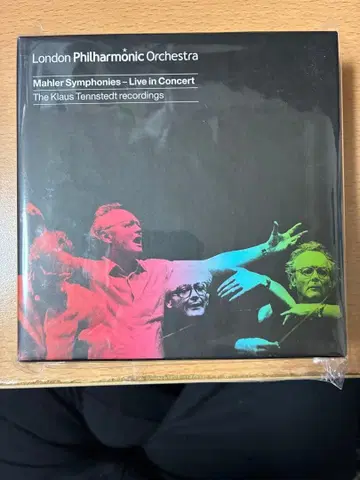 London Philharmonic Orchestra
Mahler Symphonies – Live in Concert
The Klaus Tennstedt recordings